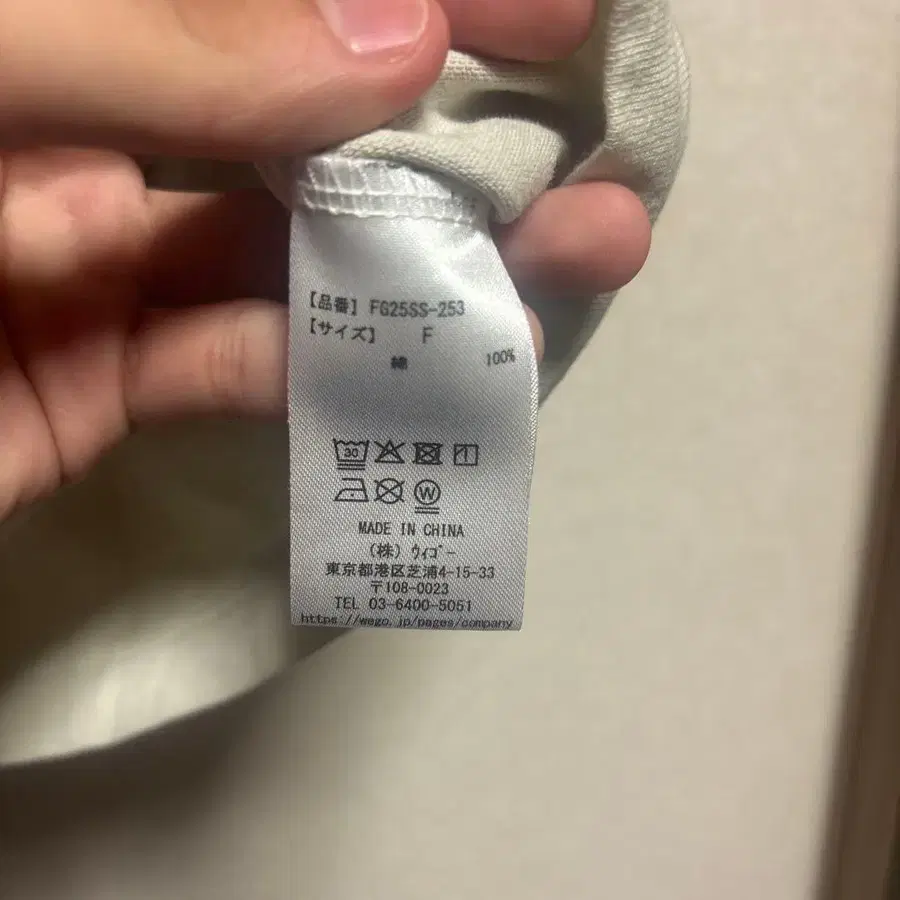 【品番】 FG25SS-253
【サイズ】 F
綿 100%
30
W
MADE IN CHINA
(株) ウィゴー
東京都港区芝浦4-15-33
〒108-0023
TEL 03-6400-5051
https://wego.jp/pages/company